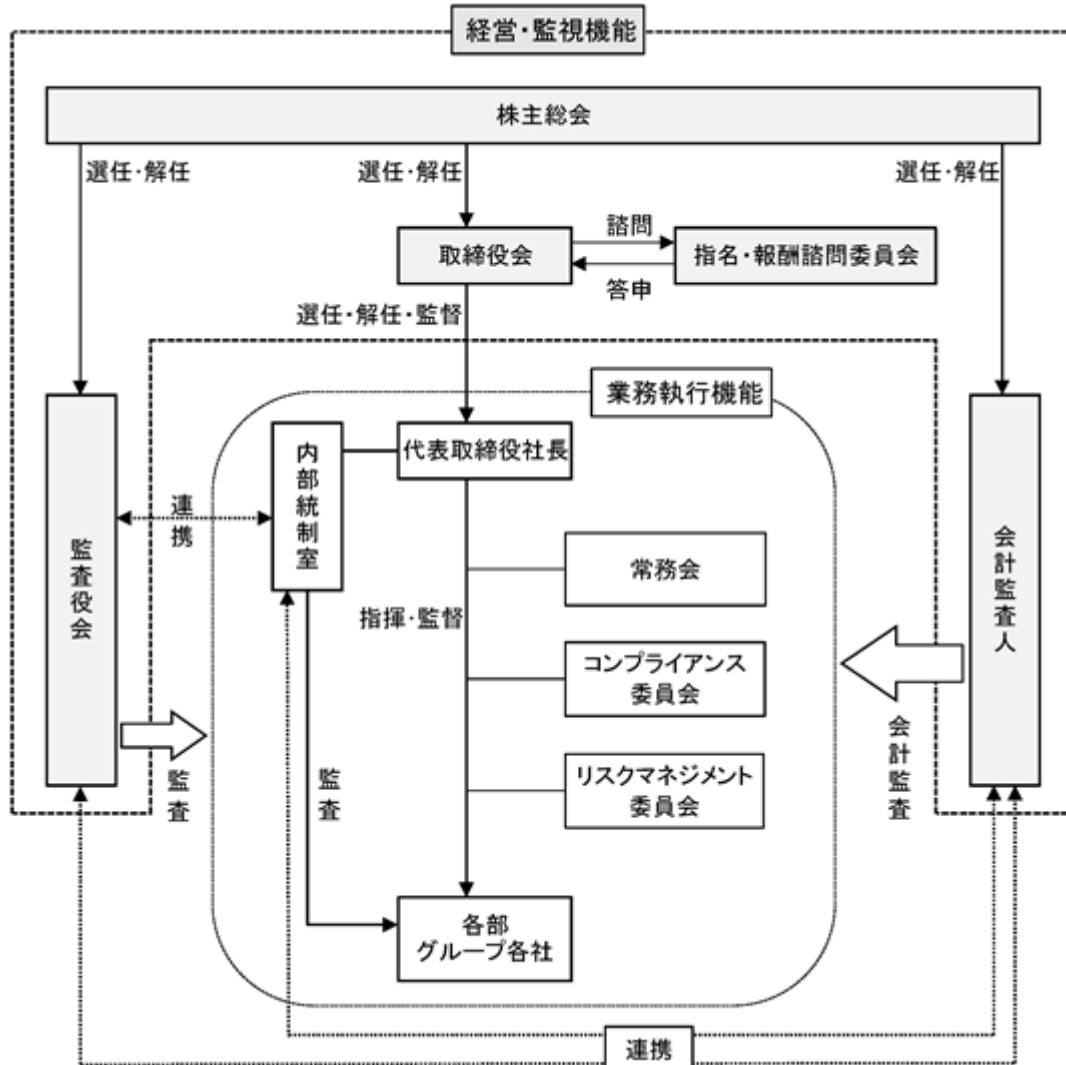 経営・監視機能
株主総会
選任・解任
選任・解任
選任・解任
取締役会
諮問
答申
指名・報酬諮問委員会
選任・解任・監督
業務執行機能
代表取締役社長
内部統制室
連携
監査役会
会計監査人
常務会
指揮・監督
コンプライアンス
委員会
リスクマネジメント
委員会
監査
監査
会計監査
各部
グループ各社
連携